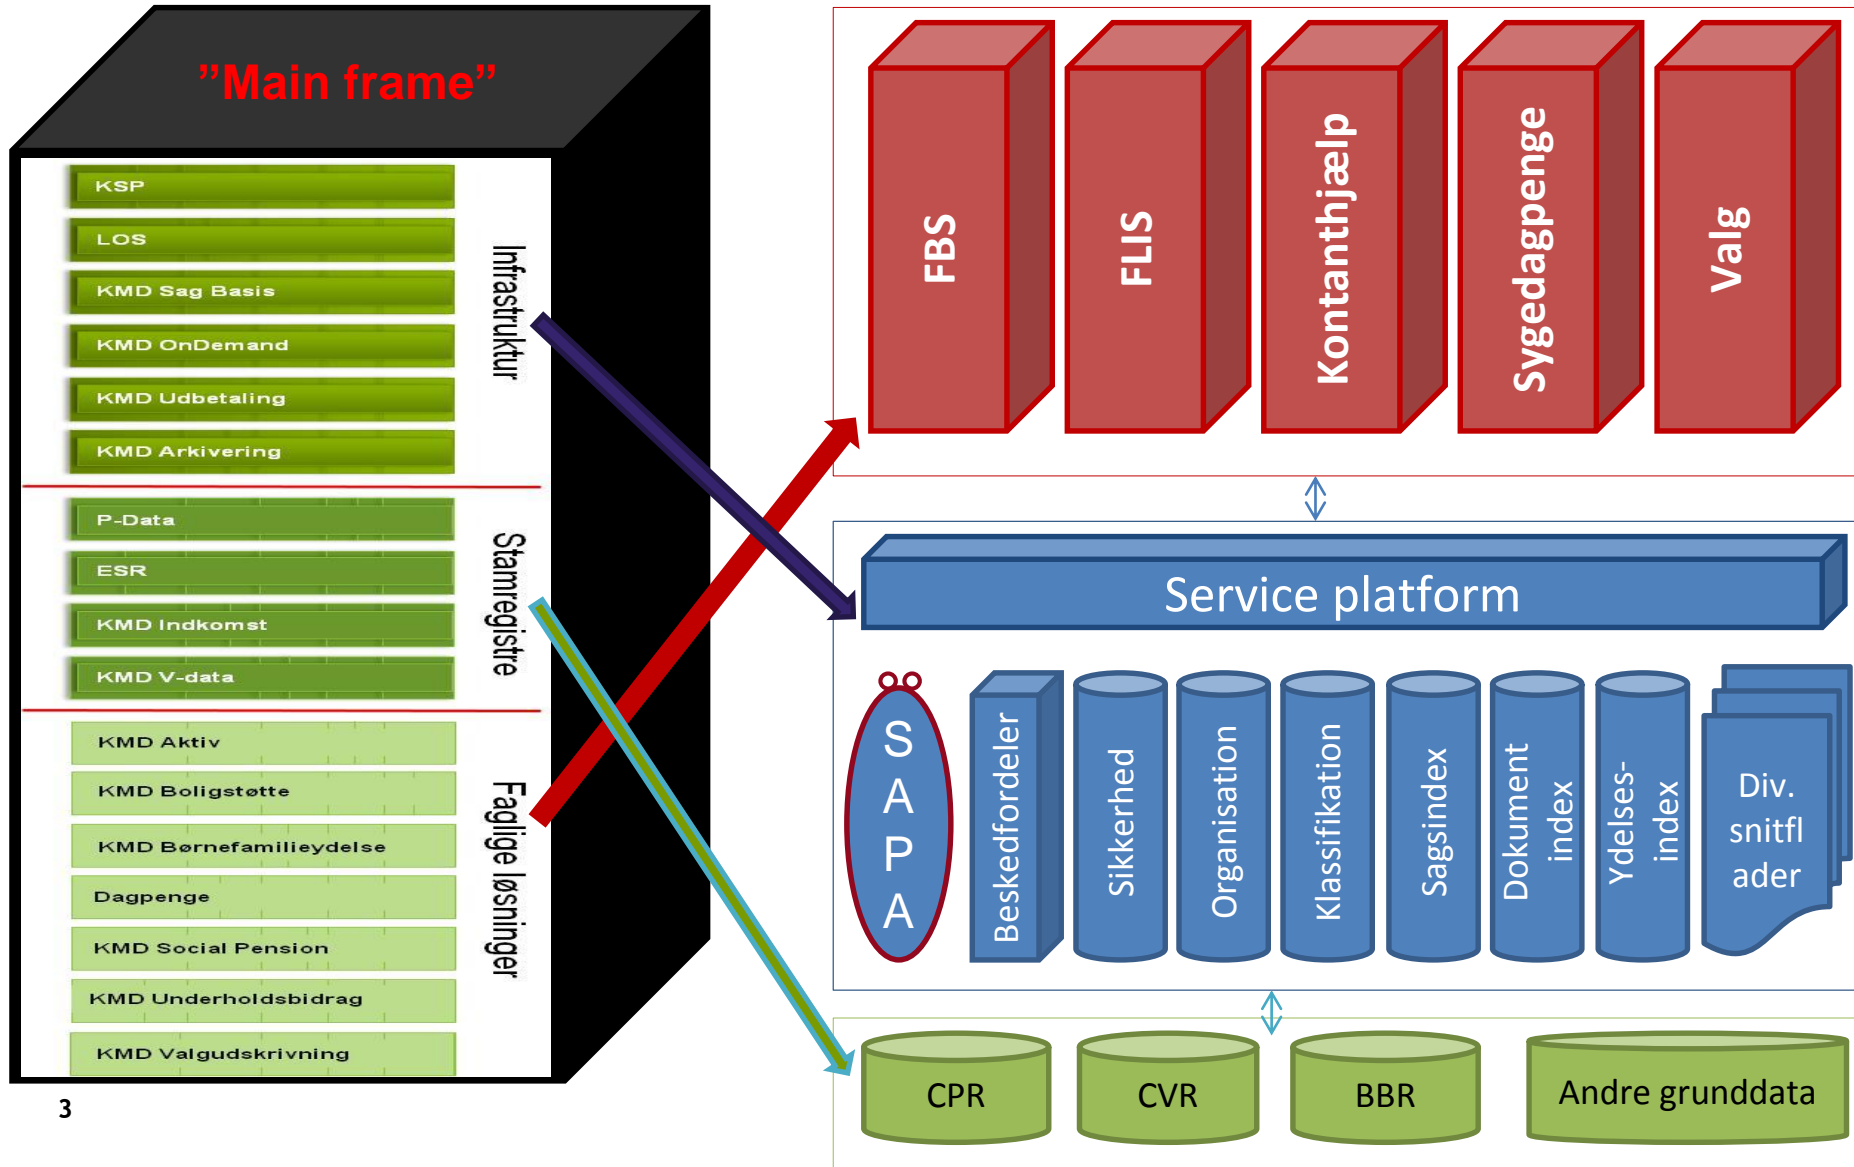 ”Main frame”
KSP
LOS
KMD Sag Basis
KMD OnDemand
KMD Udbetaling
KMD Arkivering
Infrastruktur
P-Data
ESR
KMD Indkomst
KMD V-data
Stamregistre
KMD Aktiv
KMD Boligstøtte
KMD Børnefamilieydelse
Dagpenge
KMD Social Pension
KMD Underholdsbidrag
KMD Valgudskrivning
Faglige løsninger
3
FBS
FLIS
Kontanthjælp
Sygedagpenge
Valg
Service platform
S
A
P
A
Beskedfordeler
Sikkerhed
Organisation
Klassifikation
Sagsindex
Dokument
index
Ydelses-
index
Div.
snitfl
ader
CPR
CVR
BBR
Andre grunddata